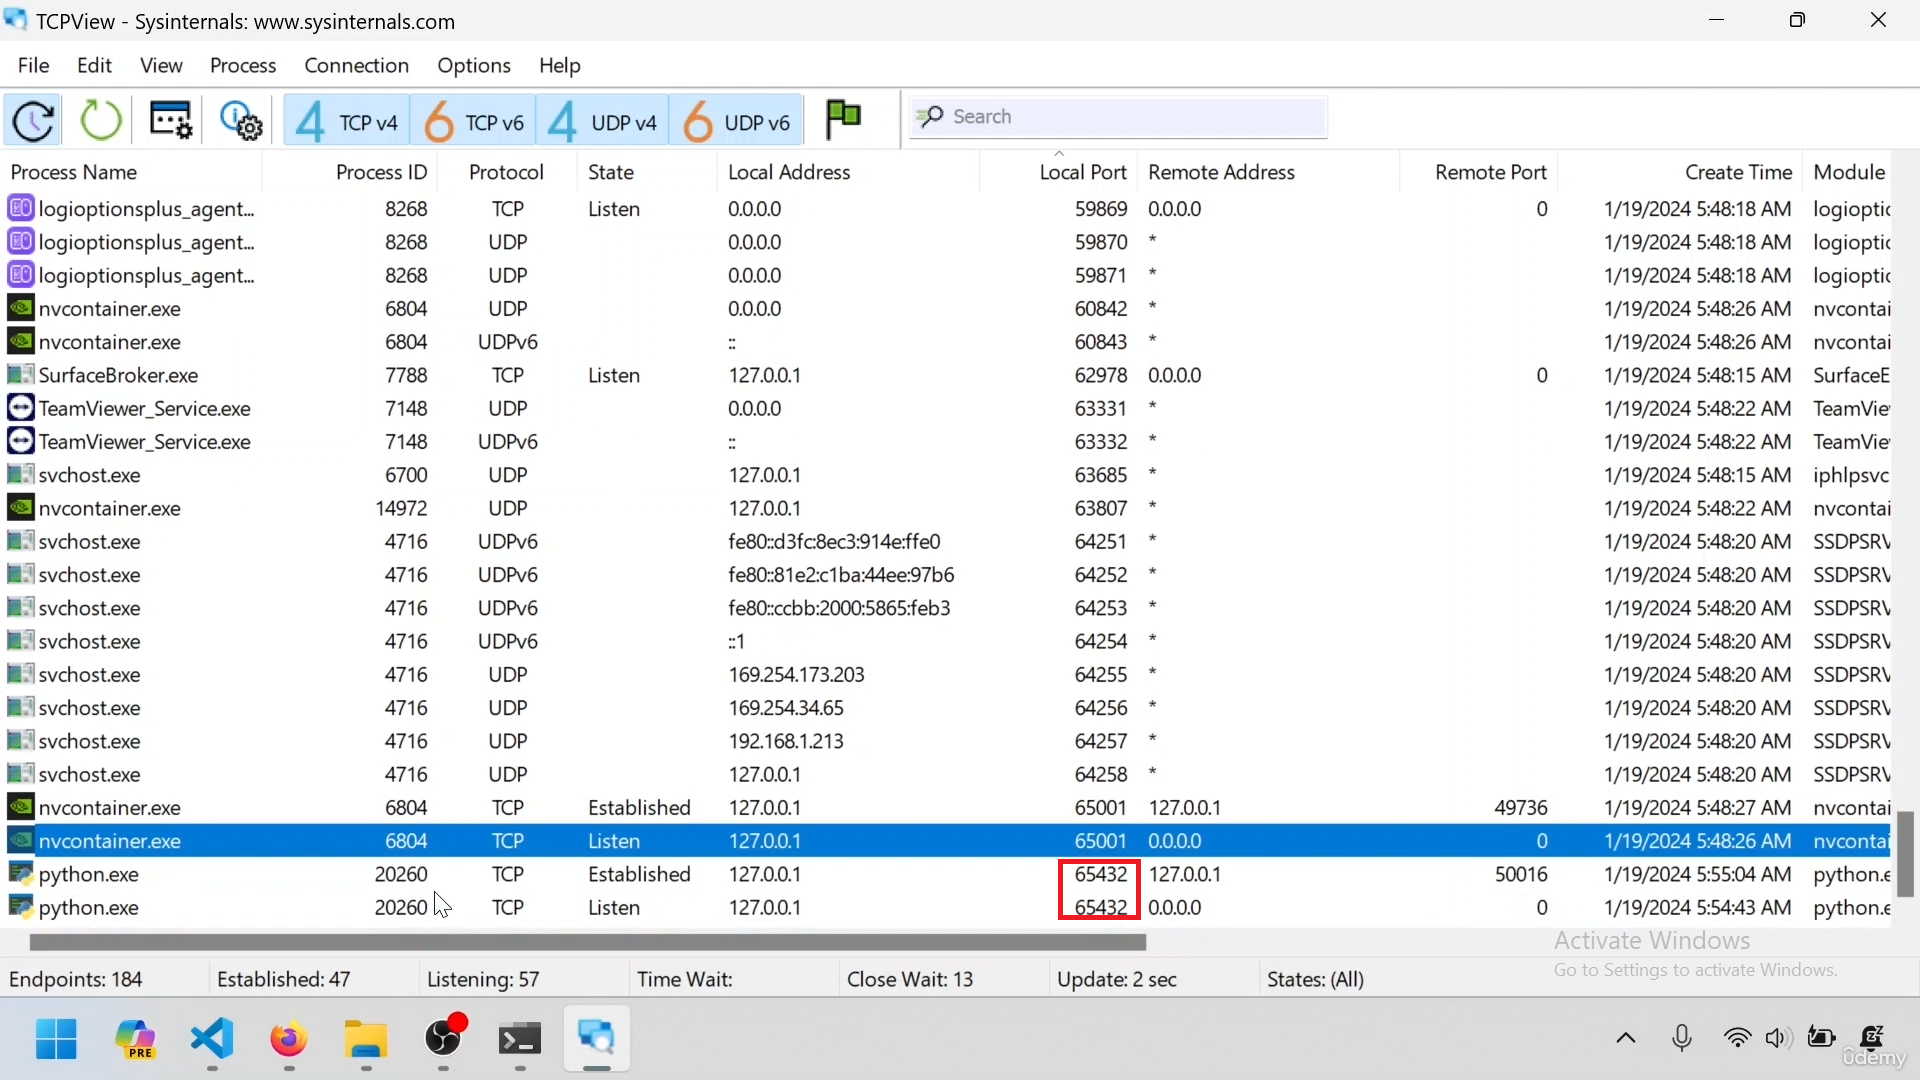 TCPView - Sysinternals: www.sysinternals.com
File Edit View Process Connection Options Help
4 TCP v4 6 TCP v6 4 UDP v4 6 UDP v6 Search
Process Name Process ID Protocol State Local Address Local Port Remote Address Remote Port Create Time Module
logioptionsplus_agent... 8268 TCP Listen 0.0.0.0 59869 0.0.0.0 0 1/19/2024 5:48:18 AM logioptic
logioptionsplus_agent... 8268 UDP 0.0.0.0 59870 * 1/19/2024 5:48:18 AM logioptic
logioptionsplus_agent... 8268 UDP 0.0.0.0 59871 * 1/19/2024 5:48:18 AM logioptic
nvcontainer.exe 6804 UDP 0.0.0.0 60842 * 1/19/2024 5:48:26 AM nvcontai
nvcontainer.exe 6804 UDPv6 :: 60843 * 1/19/2024 5:48:26 AM nvcontai
SurfaceBroker.exe 7788 TCP Listen 127.0.0.1 62978 0.0.0.0 0 1/19/2024 5:48:15 AM SurfaceE
TeamViewer_Service.exe 7148 UDP 0.0.0.0 63331 * 1/19/2024 5:48:22 AM TeamVie
TeamViewer_Service.exe 7148 UDPv6 :: 63332 * 1/19/2024 5:48:22 AM TeamVie
svchost.exe 6700 UDP 127.0.0.1 63685 * 1/19/2024 5:48:15 AM iphlpsvc
nvcontainer.exe 14972 UDP 127.0.0.1 63807 * 1/19/2024 5:48:22 AM nvcontai
svchost.exe 4716 UDPv6 fe80::d3fc:8ec3:914e:ffe0 64251 * 1/19/2024 5:48:20 AM SSDPSRV
svchost.exe 4716 UDPv6 fe80::81e2:c1ba:44ee:97b6 64252 * 1/19/2024 5:48:20 AM SSDPSRV
svchost.exe 4716 UDPv6 fe80::ccbb:2000:5865:feb3 64253 * 1/19/2024 5:48:20 AM SSDPSRV
svchost.exe 4716 UDPv6 ::1 64254 * 1/19/2024 5:48:20 AM SSDPSRV
svchost.exe 4716 UDP 169.254.173.203 64255 * 1/19/2024 5:48:20 AM SSDPSRV
svchost.exe 4716 UDP 169.254.34.65 64256 * 1/19/2024 5:48:20 AM SSDPSRV
svchost.exe 4716 UDP 192.168.1.213 64257 * 1/19/2024 5:48:20 AM SSDPSRV
svchost.exe 4716 UDP 127.0.0.1 64258 * 1/19/2024 5:48:20 AM SSDPSRV
nvcontainer.exe 6804 TCP Established 127.0.0.1 65001 127.0.0.1 49736 1/19/2024 5:48:27 AM nvcontai
nvcontainer.exe 6804 TCP Listen 127.0.0.1 65001 0.0.0.0 0 1/19/2024 5:48:26 AM nvcontai
python.exe 20260 TCP Established 127.0.0.1 65432 127.0.0.1 50016 1/19/2024 5:55:04 AM python.e
python.exe 20260 TCP Listen 127.0.0.1 65432 0.0.0.0 0 1/19/2024 5:54:43 AM python.e
Activate Windows
Go to Settings to activate Windows.
Endpoints: 184 Established: 47 Listening: 57 Time Wait: Close Wait: 13 Update: 2 sec States: (All)
PRE
ûdemy